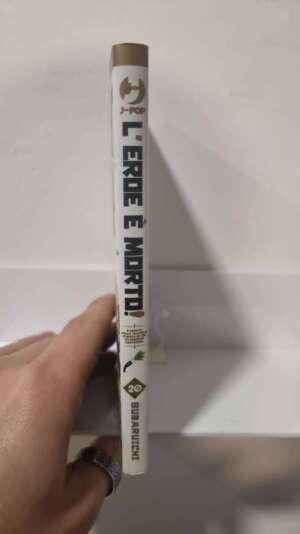 J-POP
L'EROE È MORTO!
20
SUBARUICHI